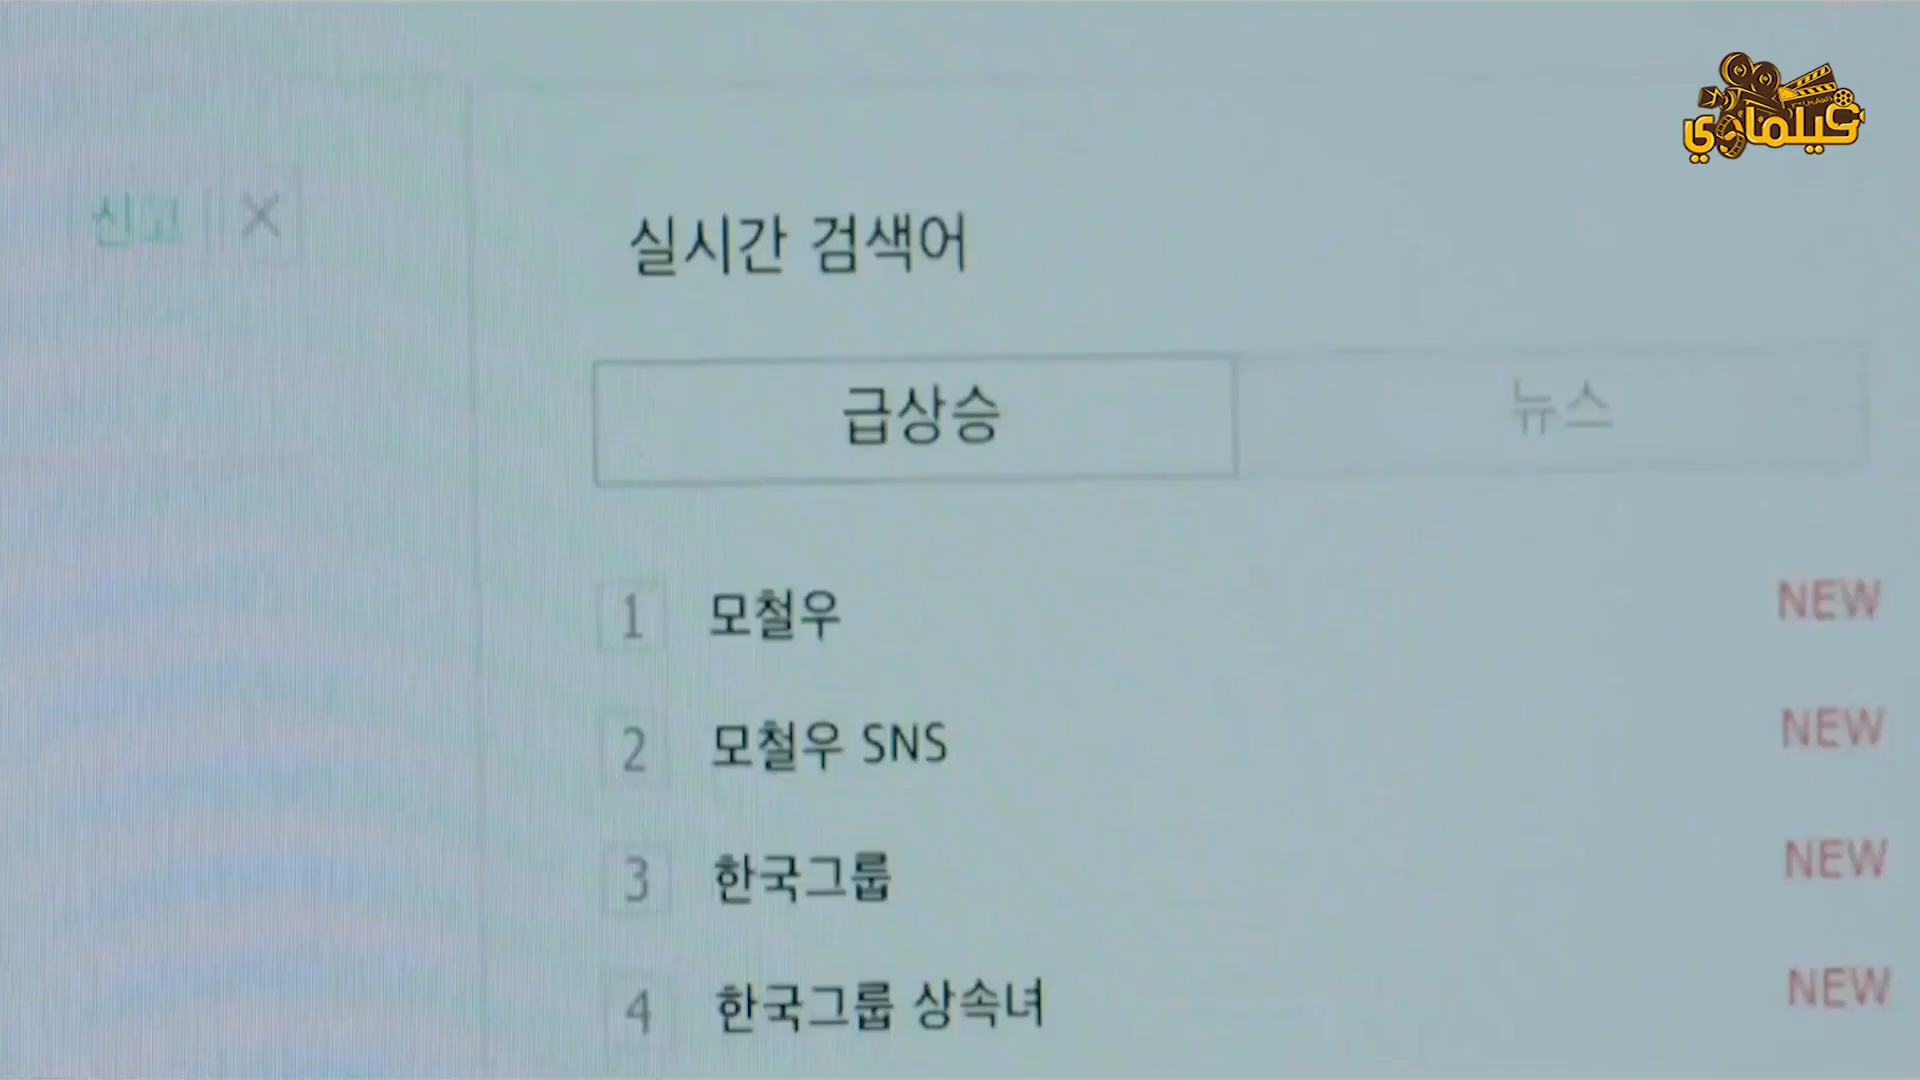 فيلماوي
신고
실시간 검색어
급상승
뉴스
1 모철우 NEW
2 모철우 SNS NEW
3 한국그룹 NEW
4 한국그룹 상속녀 NEW